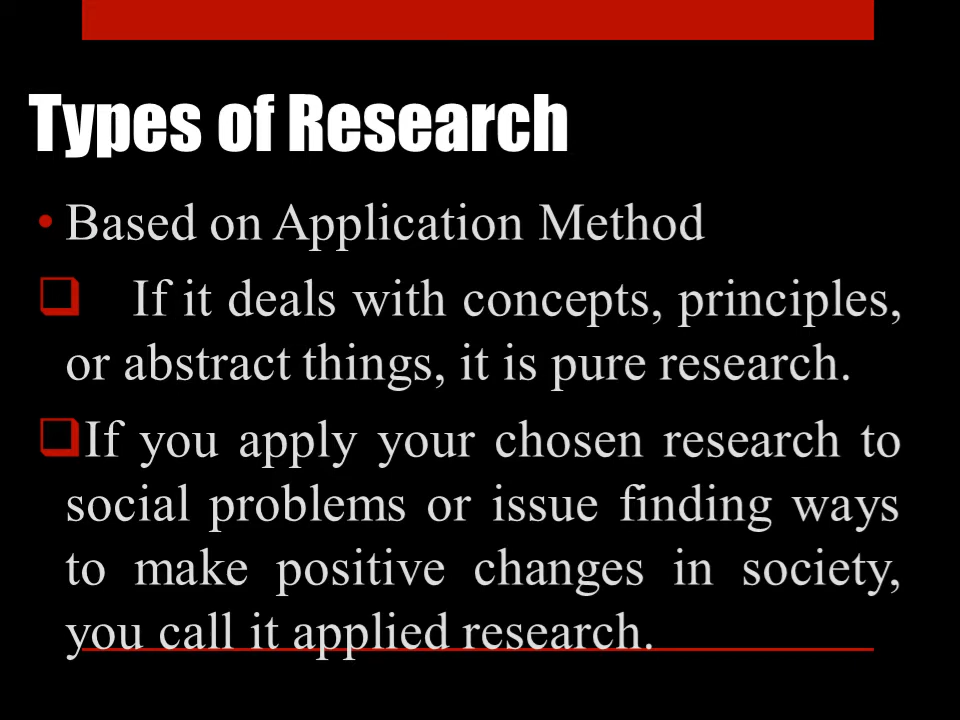 Types of Research
• Based on Application Method
❑ If it deals with concepts, principles,
or abstract things, it is pure research.
❑If you apply your chosen research to
social problems or issue finding ways
to make positive changes in society,
you call it applied research.